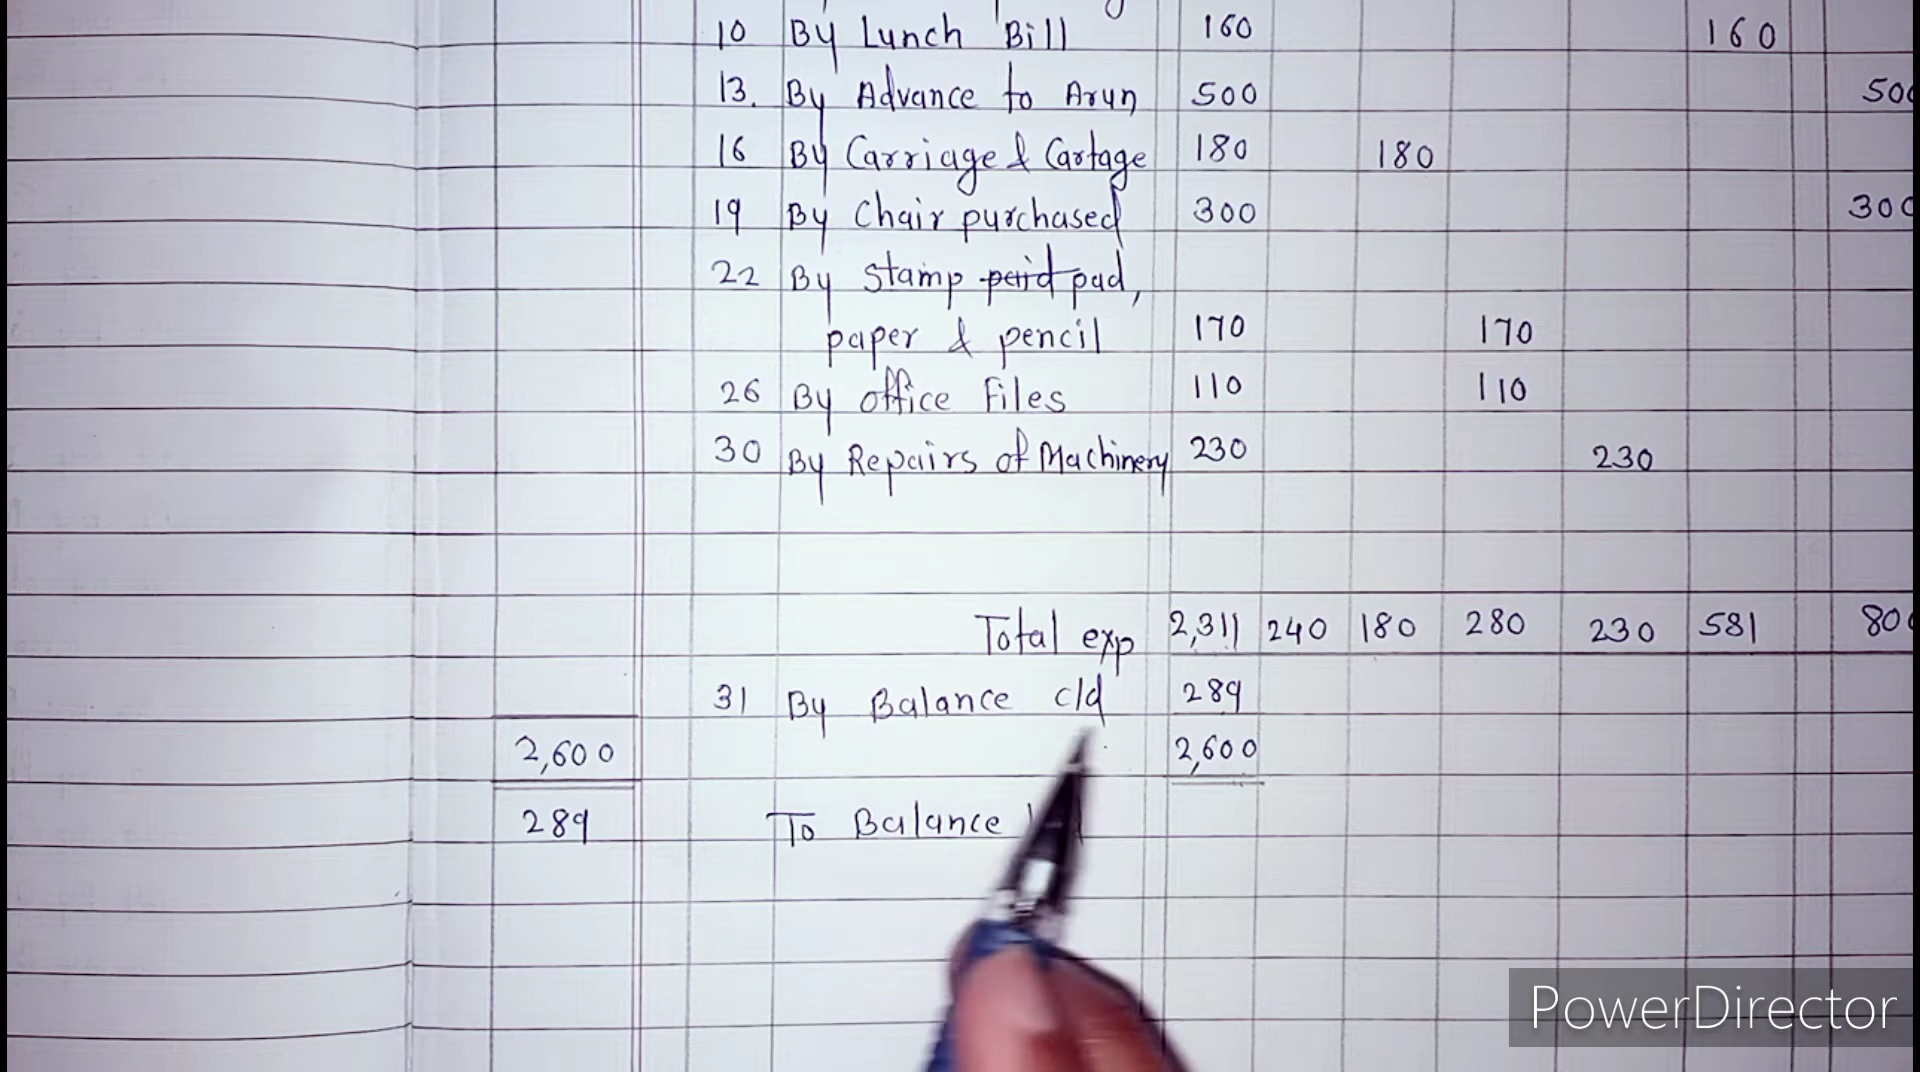 10 By Lunch Bill 160 160
13. By Advance to Arun 500 500
16 By Carriage & Cartage 180 180
19 By Chair purchased 300 300
22 By Stamp paid pad,
paper & pencil 170 170
26 By office Files 110 110
30 By Repairs of Machinery 230 230
Total exp 2,311 240 180 280 230 581 80
31 By Balance c/d 289
2,600 2,600
289 To Balance
PowerDirector